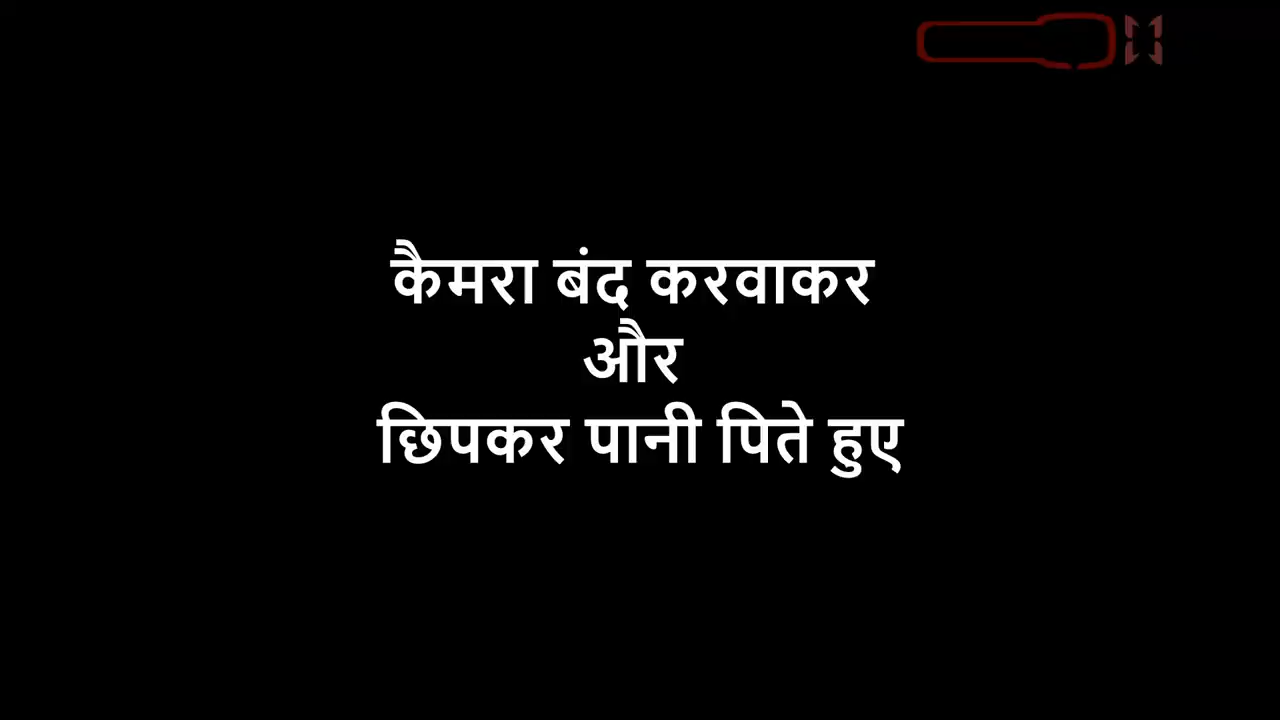 कैमरा बंद करवाकर
और
छिपकर पानी पिते हुए